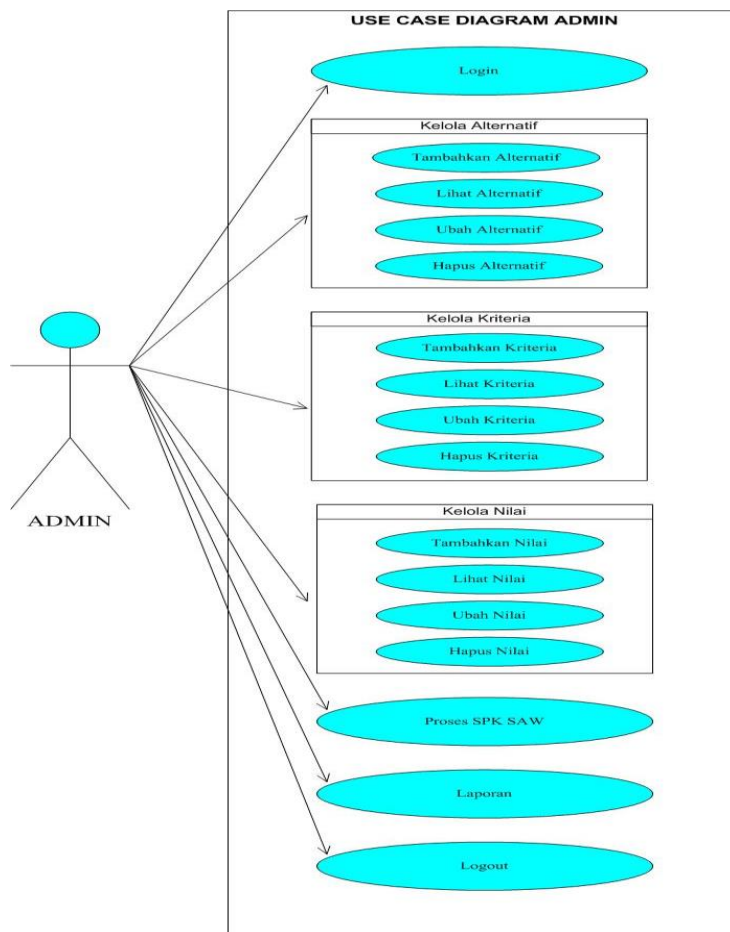 USE CASE DIAGRAM ADMIN
Login
Kelola Alternatif
Tambahkan Alternatif
Lihat Alternatif
Ubah Alternatif
Hapus Alternatif
Kelola Kriteria
Tambahkan Kriteria
Lihat Kriteria
Ubah Kriteria
Hapus Kriteria
ADMIN
Kelola Nilai
Tambahkan Nilai
Lihat Nilai
Ubah Nilai
Hapus Nilai
Proses SPK SAW
Laporan
Logout